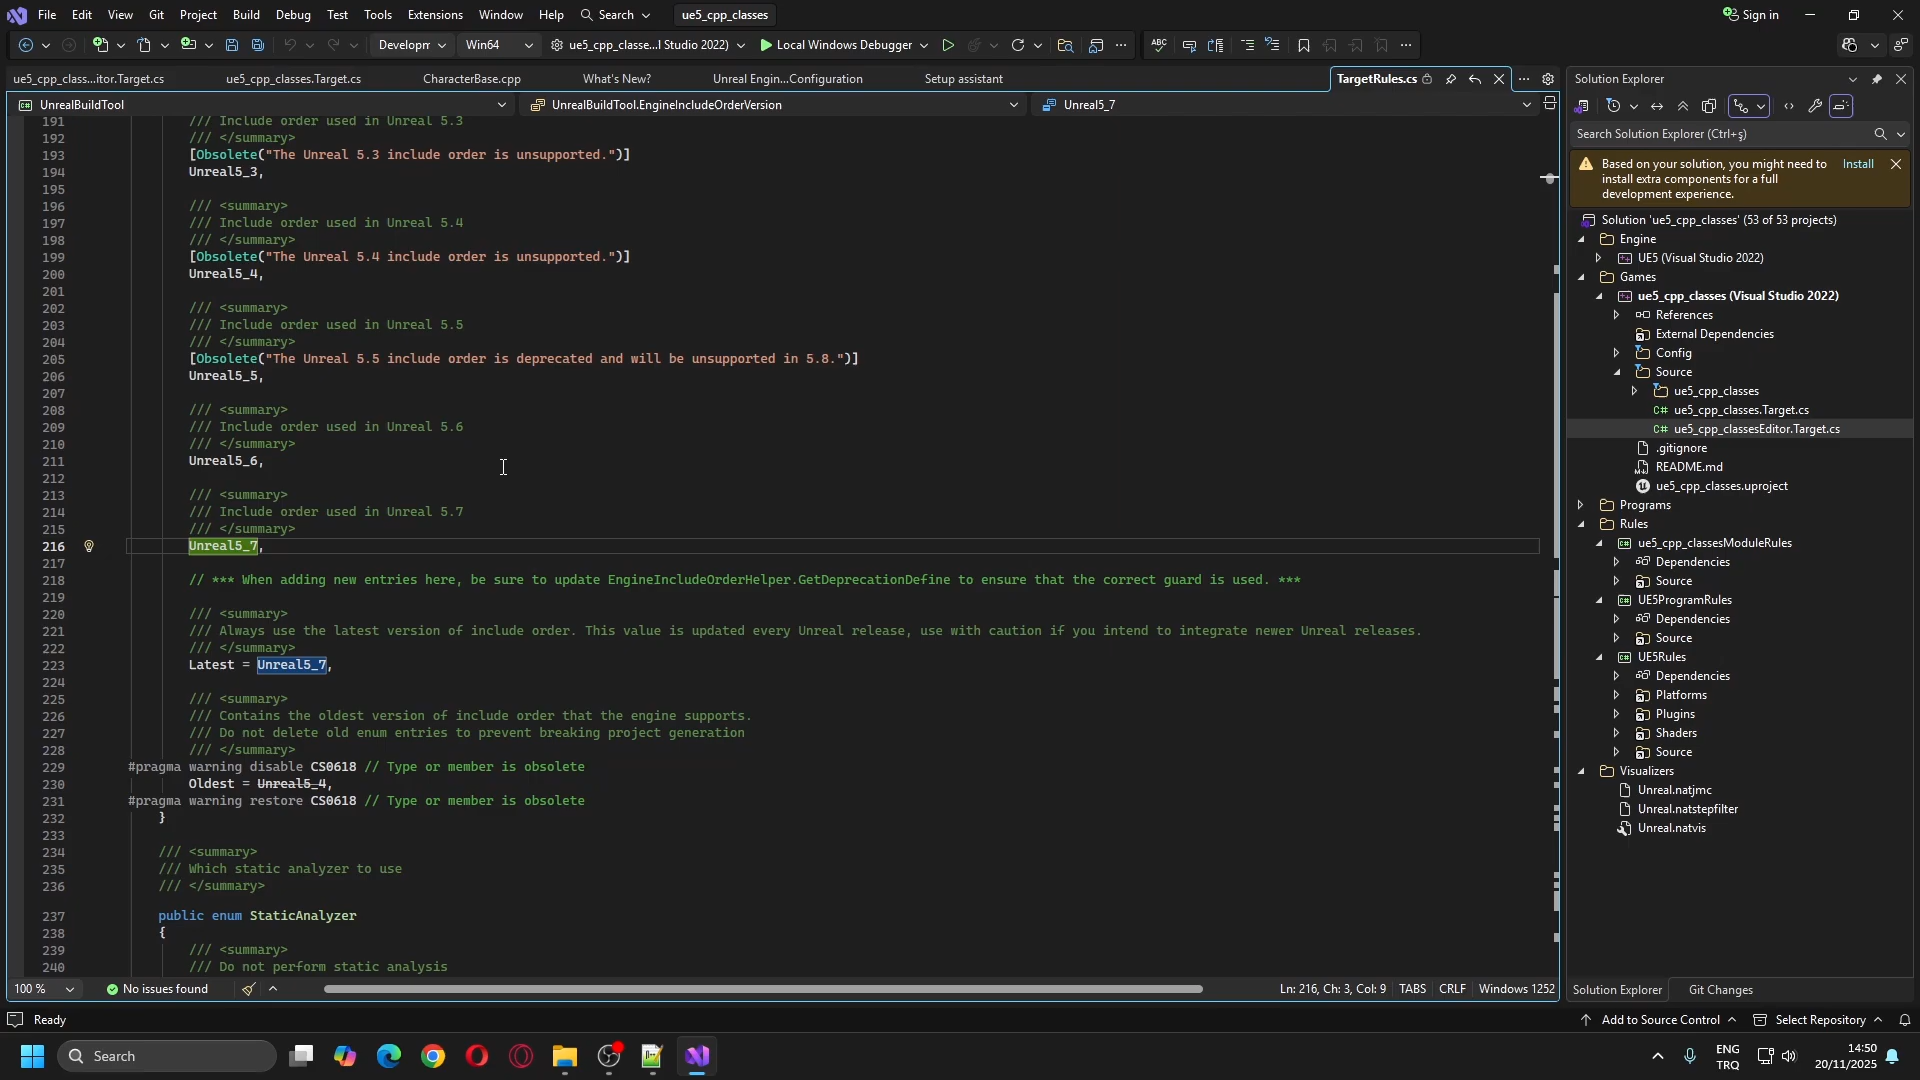 File Edit View Git Project Build Debug Test Tools Extensions Window Help Search ue5_cpp_classes Sign in
Developm Win64 ue5_cpp_classe...l Studio 2022) Local Windows Debugger
ue5_cpp_class...itor.Target.cs ue5_cpp_classes.Target.cs CharacterBase.cpp What's New? Unreal Engin...Configuration Setup assistant TargetRules.cs
UnrealBuildTool UnrealBuildTool.EngineIncludeOrderVersion Unreal5_7
191 /// Include order used in Unreal 5.3
192 /// </summary>
193 [Obsolete("The Unreal 5.3 include order is unsupported.")]
194 Unreal5_3,
195
196 /// <summary>
197 /// Include order used in Unreal 5.4
198 /// </summary>
199 [Obsolete("The Unreal 5.4 include order is unsupported.")]
200 Unreal5_4,
201
202 /// <summary>
203 /// Include order used in Unreal 5.5
204 /// </summary>
205 [Obsolete("The Unreal 5.5 include order is deprecated and will be unsupported in 5.8.")]
206 Unreal5_5,
207
208 /// <summary>
209 /// Include order used in Unreal 5.6
210 /// </summary>
211 Unreal5_6,
212
213 /// <summary>
214 /// Include order used in Unreal 5.7
215 /// </summary>
216 Unreal5_7,
217
218 // *** When adding new entries here, be sure to update EngineIncludeOrderHelper.GetDeprecationDefine to ensure that the correct guard is used. ***
219
220 /// <summary>
221 /// Always use the latest version of include order. This value is updated every Unreal release, use with caution if you intend to integrate newer Unreal releases.
222 /// </summary>
223 Latest = Unreal5_7,
224
225 /// <summary>
226 /// Contains the oldest version of include order that the engine supports.
227 /// Do not delete old enum entries to prevent breaking project generation
228 /// </summary>
229 #pragma warning disable CS0618 // Type or member is obsolete
230 Oldest = Unreal5_4,
231 #pragma warning restore CS0618 // Type or member is obsolete
232 }
233
234 /// <summary>
235 /// Which static analyzer to use
236 /// </summary>
237 public enum StaticAnalyzer
238 {
239 /// <summary>
240 /// Do not perform static analysis
100 % No issues found Ln: 216, Ch: 3, Col: 9 TABS CRLF Windows 1252
Solution Explorer
Search Solution Explorer (Ctrl+ş)
Based on your solution, you might need to Install
install extra components for a full
development experience.
Solution 'ue5_cpp_classes' (53 of 53 projects)
Engine
UE5 (Visual Studio 2022)
Games
ue5_cpp_classes (Visual Studio 2022)
References
External Dependencies
Config
Source
ue5_cpp_classes
C# ue5_cpp_classes.Target.cs
C# ue5_cpp_classesEditor.Target.cs
.gitignore
README.md
ue5_cpp_classes.uproject
Programs
Rules
ue5_cpp_classesModuleRules
Dependencies
Source
UE5ProgramRules
Dependencies
Source
UE5Rules
Dependencies
Platforms
Plugins
Shaders
Source
Visualizers
Unreal.natjmc
Unreal.natstepfilter
Unreal.natvis
Solution Explorer Git Changes
Ready Add to Source Control Select Repository
Search
ENG
TRQ
14:50
20/11/2025